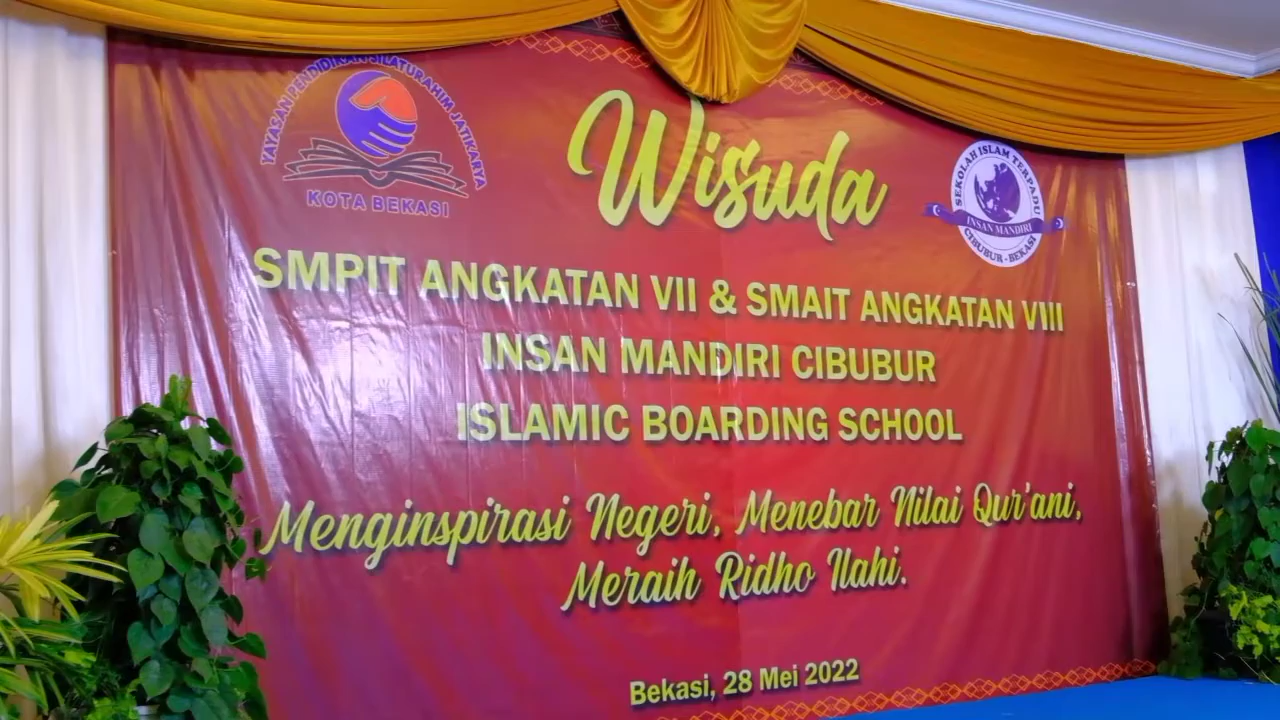 YAYASAN PENDIDIKAN SILATURAHIM JATIKARYA
KOTA BEKASI
Wisuda
SEKOLAH ISLAM TERPADU
INSAN MANDIRI
CIBUBUR - BEKASI
SMPIT ANGKATAN VII & SMAIT ANGKATAN VIII
INSAN MANDIRI CIBUBUR
ISLAMIC BOARDING SCHOOL
Menginspirasi Negeri, Menebar Nilai Qur'ani,
Meraih Ridho Ilahi.
Bekasi, 28 Mei 2022